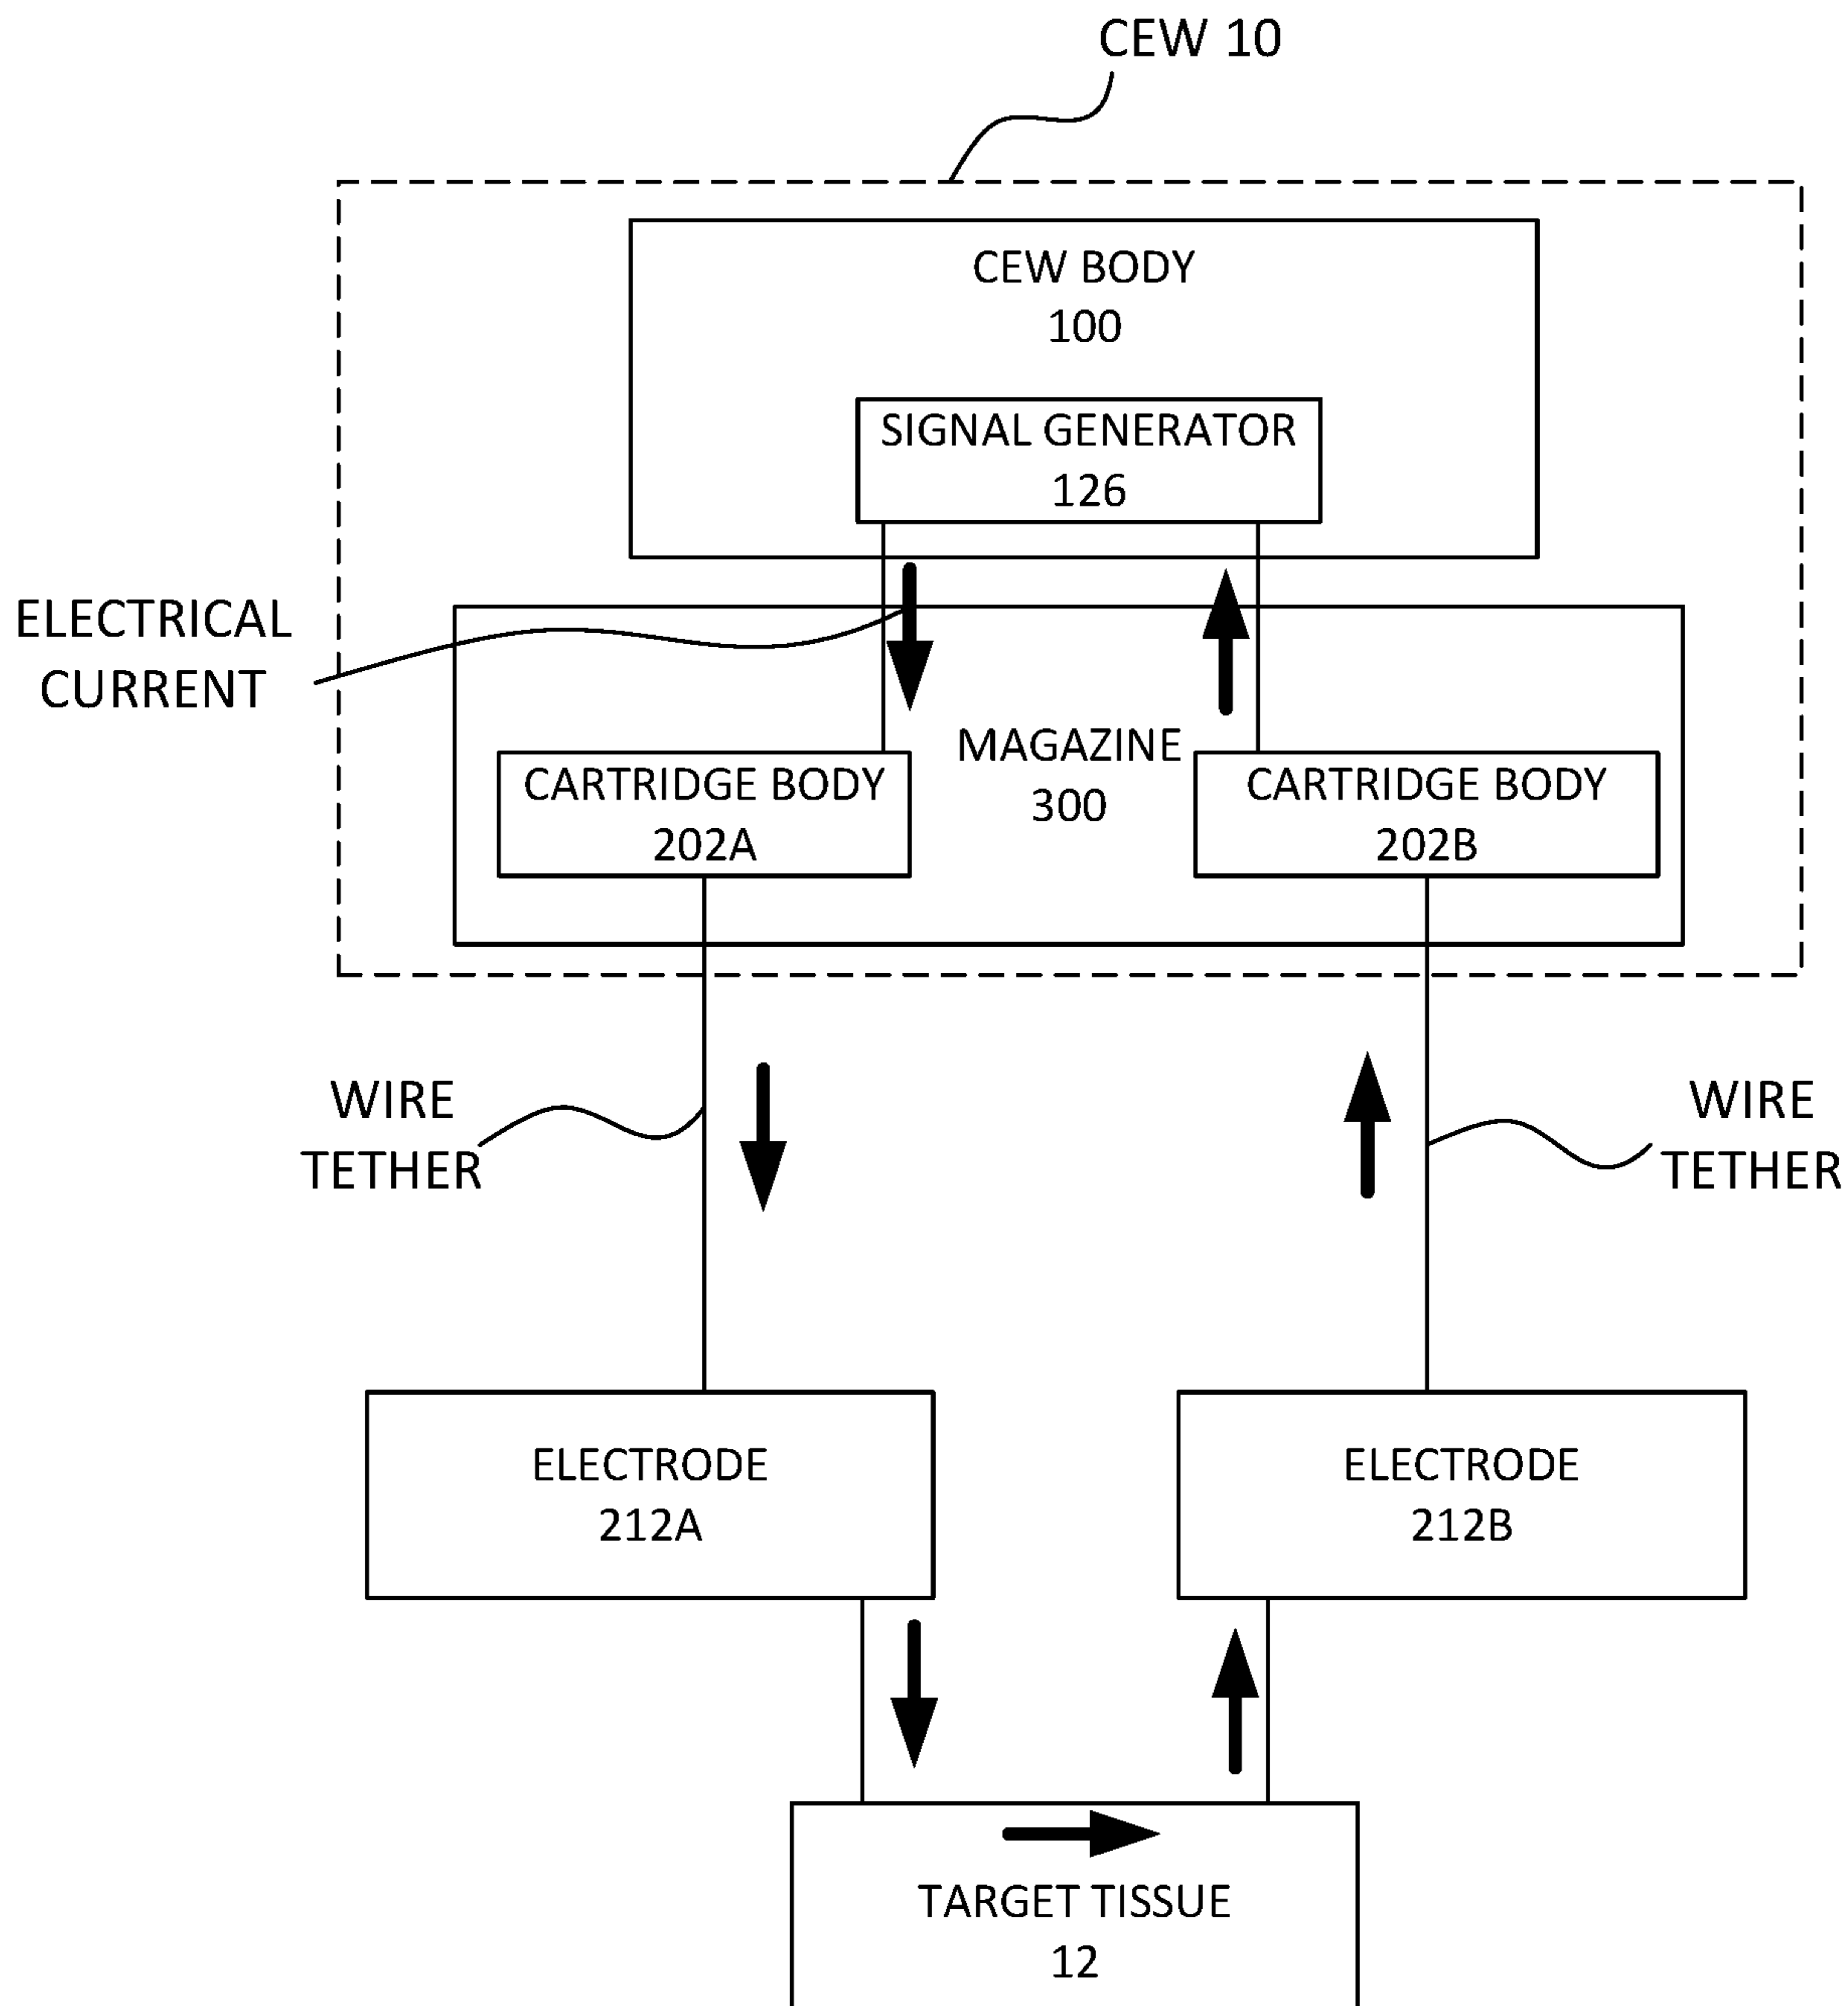 CEW 10
CEW BODY
100
SIGNAL GENERATOR
126
ELECTRICAL
CURRENT
MAGAZINE
300
CARTRIDGE BODY
202A
CARTRIDGE BODY
202B
WIRE
TETHER
WIRE
TETHER
ELECTRODE
212A
ELECTRODE
212B
TARGET TISSUE
12